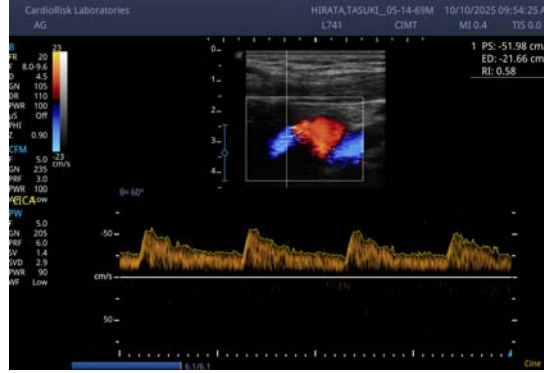 CardioRisk Laboratories
AG
HIRATA,TASUKI__05-14-69M
10/10/2025 09:54:25 A
L741
CIMT
MI 0.4
TIS 0.0
1 PS: -51.98 cm/
ED: -21.66 cm/
RI: 0.58
B
FR 20
F 8.0-9.6
D 4.5
GN 105
DR 110
PWR 100
µS Off
PHI
Z 0.90
23
-23
cm/s
0
1
2
3
4
CFM
F 5.0
GN 235
PRF 3.0
PWR 100
Low
CICA
PW
F 5.0
GN 205
PRF 6.0
SV 1.4
SVD 2.9
PWR 90
WF Low
θ= 60°
-50
cm/s
50
6.1/6.1
Cine